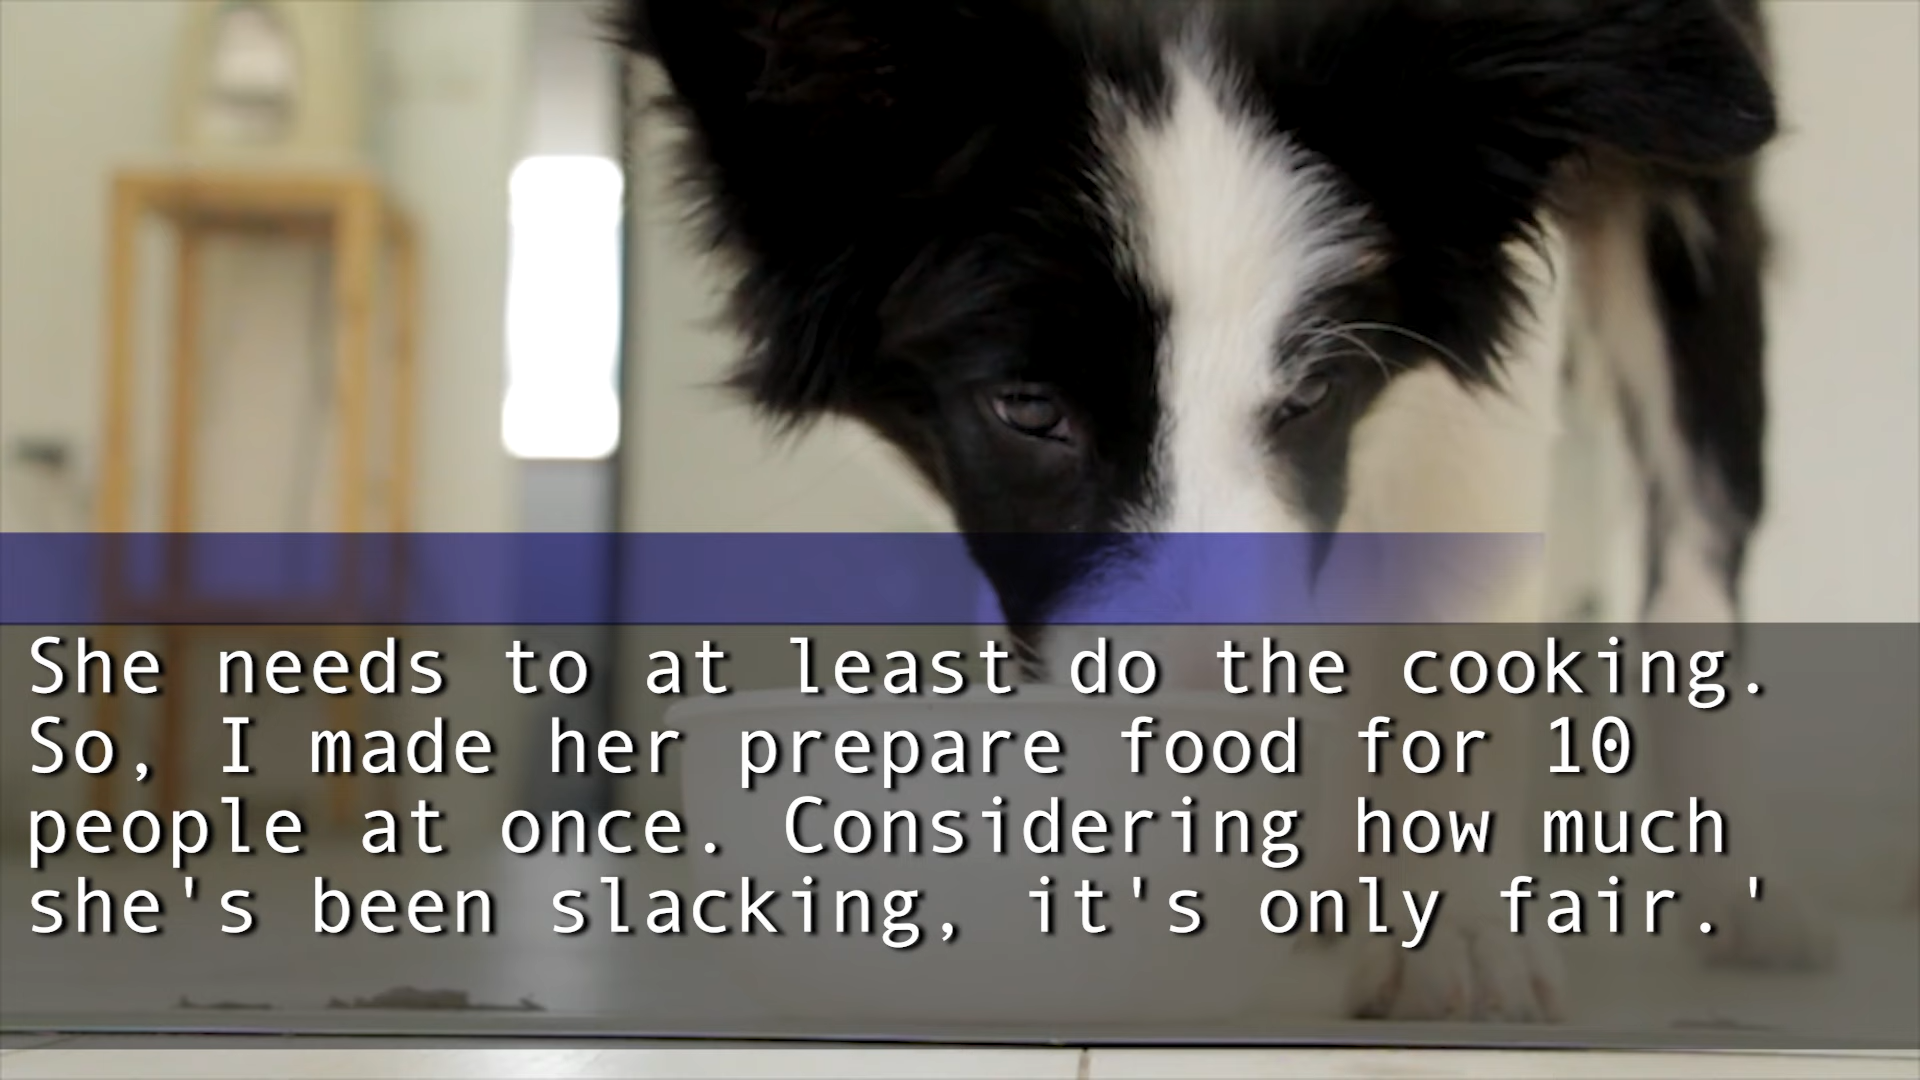 She needs to at least do the cooking.
So, I made her prepare food for 10
people at once. Considering how much
she's been slacking, it's only fair.'